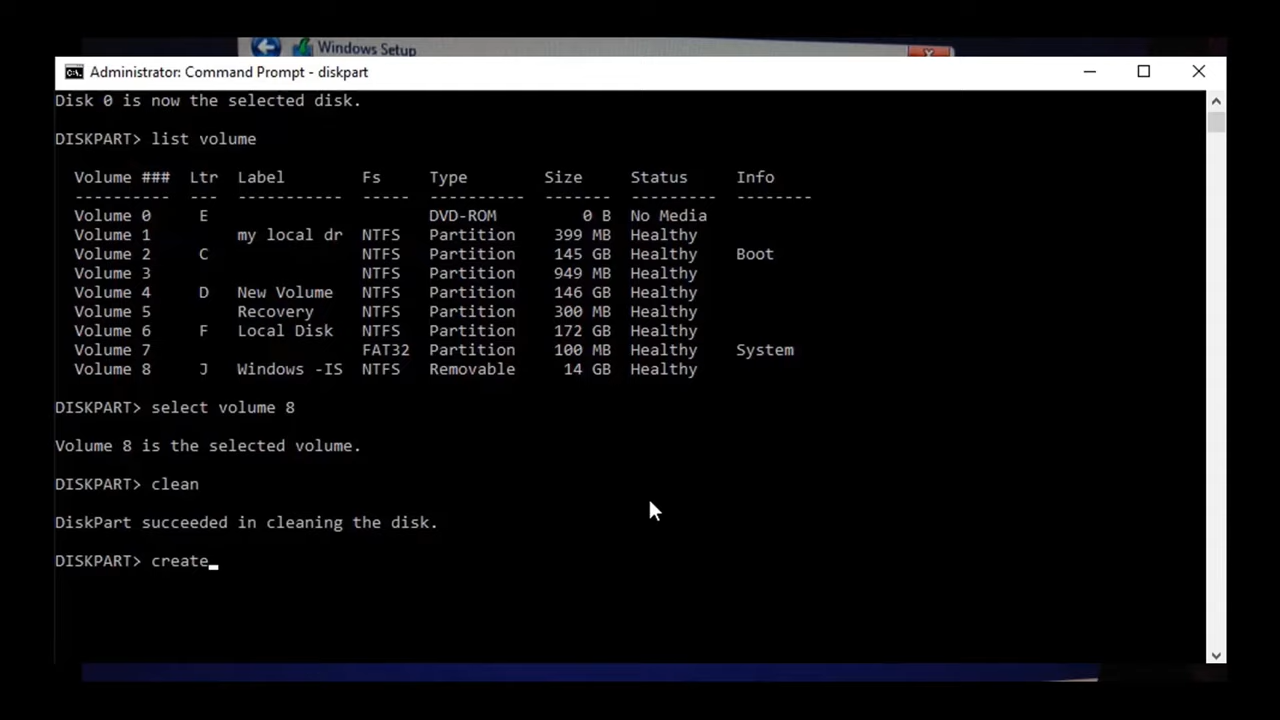 Windows Setup
Administrator: Command Prompt - diskpart
Disk 0 is now the selected disk.
DISKPART> list volume
Volume ### Ltr Label Fs Type Size Status Info
---------- --- ----------- ----- ---------- ------- --------- --------
Volume 0 E DVD-ROM 0 B No Media
Volume 1 my local dr NTFS Partition 399 MB Healthy
Volume 2 C NTFS Partition 145 GB Healthy Boot
Volume 3 NTFS Partition 949 MB Healthy
Volume 4 D New Volume NTFS Partition 146 GB Healthy
Volume 5 Recovery NTFS Partition 300 MB Healthy
Volume 6 F Local Disk NTFS Partition 172 GB Healthy
Volume 7 FAT32 Partition 100 MB Healthy System
Volume 8 J Windows -IS NTFS Removable 14 GB Healthy
DISKPART> select volume 8
Volume 8 is the selected volume.
DISKPART> clean
DiskPart succeeded in cleaning the disk.
DISKPART> create